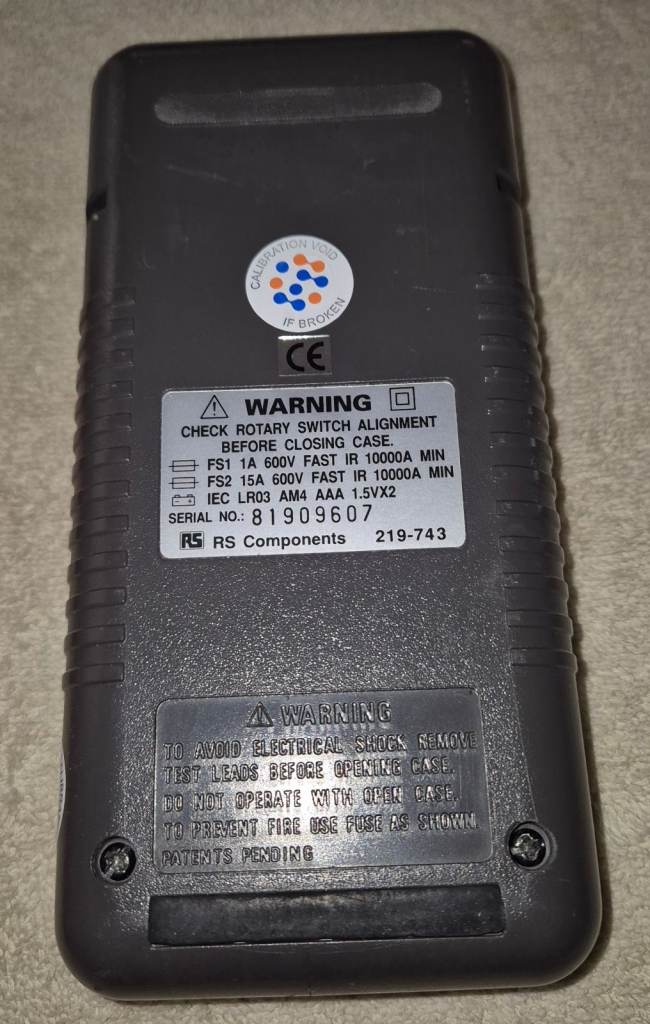 CALIBRATION VOID
IF BROKEN
CE
WARNING
CHECK ROTARY SWITCH ALIGNMENT
BEFORE CLOSING CASE.
FS1 1A 600V FAST IR 10000A MIN
FS2 15A 600V FAST IR 10000A MIN
IEC LR03 AM4 AAA 1.5VX2
SERIAL NO.: 81909607
RS RS Components 219-743
WARNING
TO AVOID ELECTRICAL SHOCK REMOVE
TEST LEADS BEFORE OPENING CASE.
DO NOT OPERATE WITH OPEN CASE.
TO PREVENT FIRE USE FUSE AS SHOWN.
PATENTS PENDING